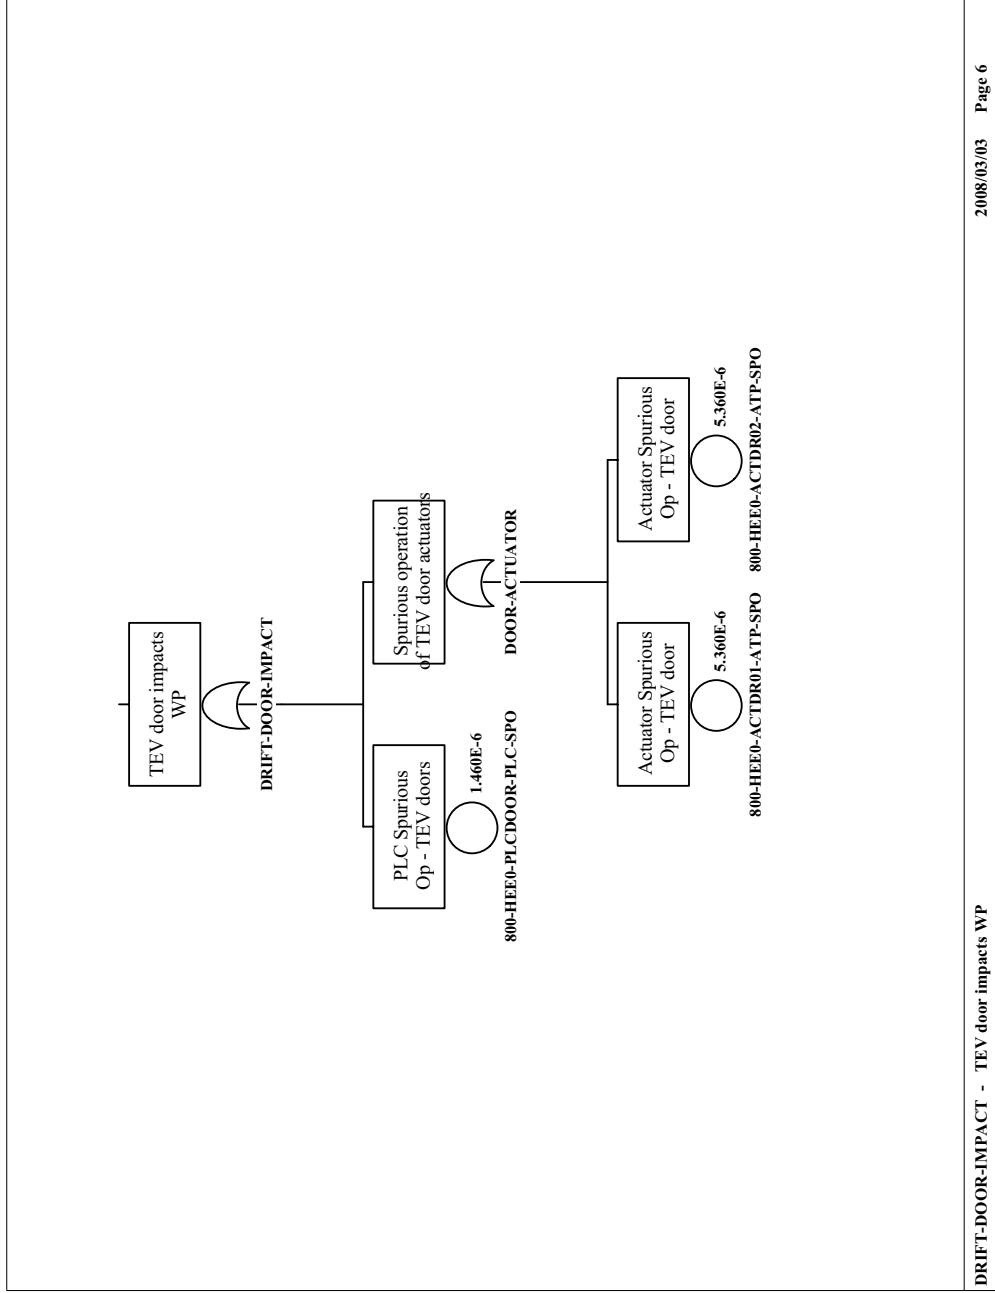 TEV door impacts
WP
DRIFT-DOOR-IMPACT
PLC Spurious
Op - TEV doors
1.460E-6
800-HEE0-PLCDOOR-PLC-SPO
Spurious operation
of TEV door actuators
DOOR-ACTUATOR
Actuator Spurious
Op - TEV door
5.360E-6
800-HEE0-ACTDR01-ATP-SPO
Actuator Spurious
Op - TEV door
5.360E-6
800-HEE0-ACTDR02-ATP-SPO
DRIFT-DOOR-IMPACT - TEV door impacts WP
2008/03/03 Page 6